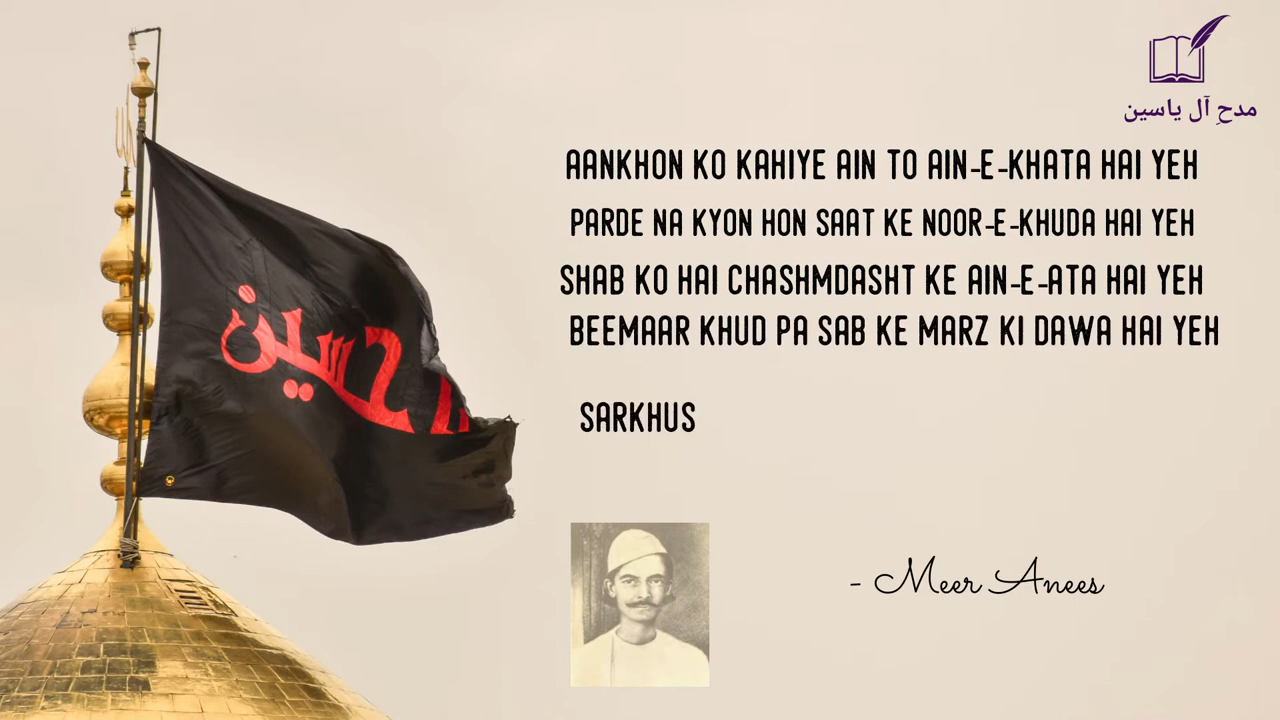 مدحِ آل یاسین
AANKHON KO KAHIYE AIN TO AIN-E-KHATA HAI YEH
PARDE NA KYON HON SAAT KE NOOR-E-KHUDA HAI YEH
SHAB KO HAI CHASHMDASHT KE AIN-E-ATA HAI YEH
BEEMAAR KHUD PA SAB KE MARZ KI DAWA HAI YEH
SARKHUS
حسین
- Meer Anees